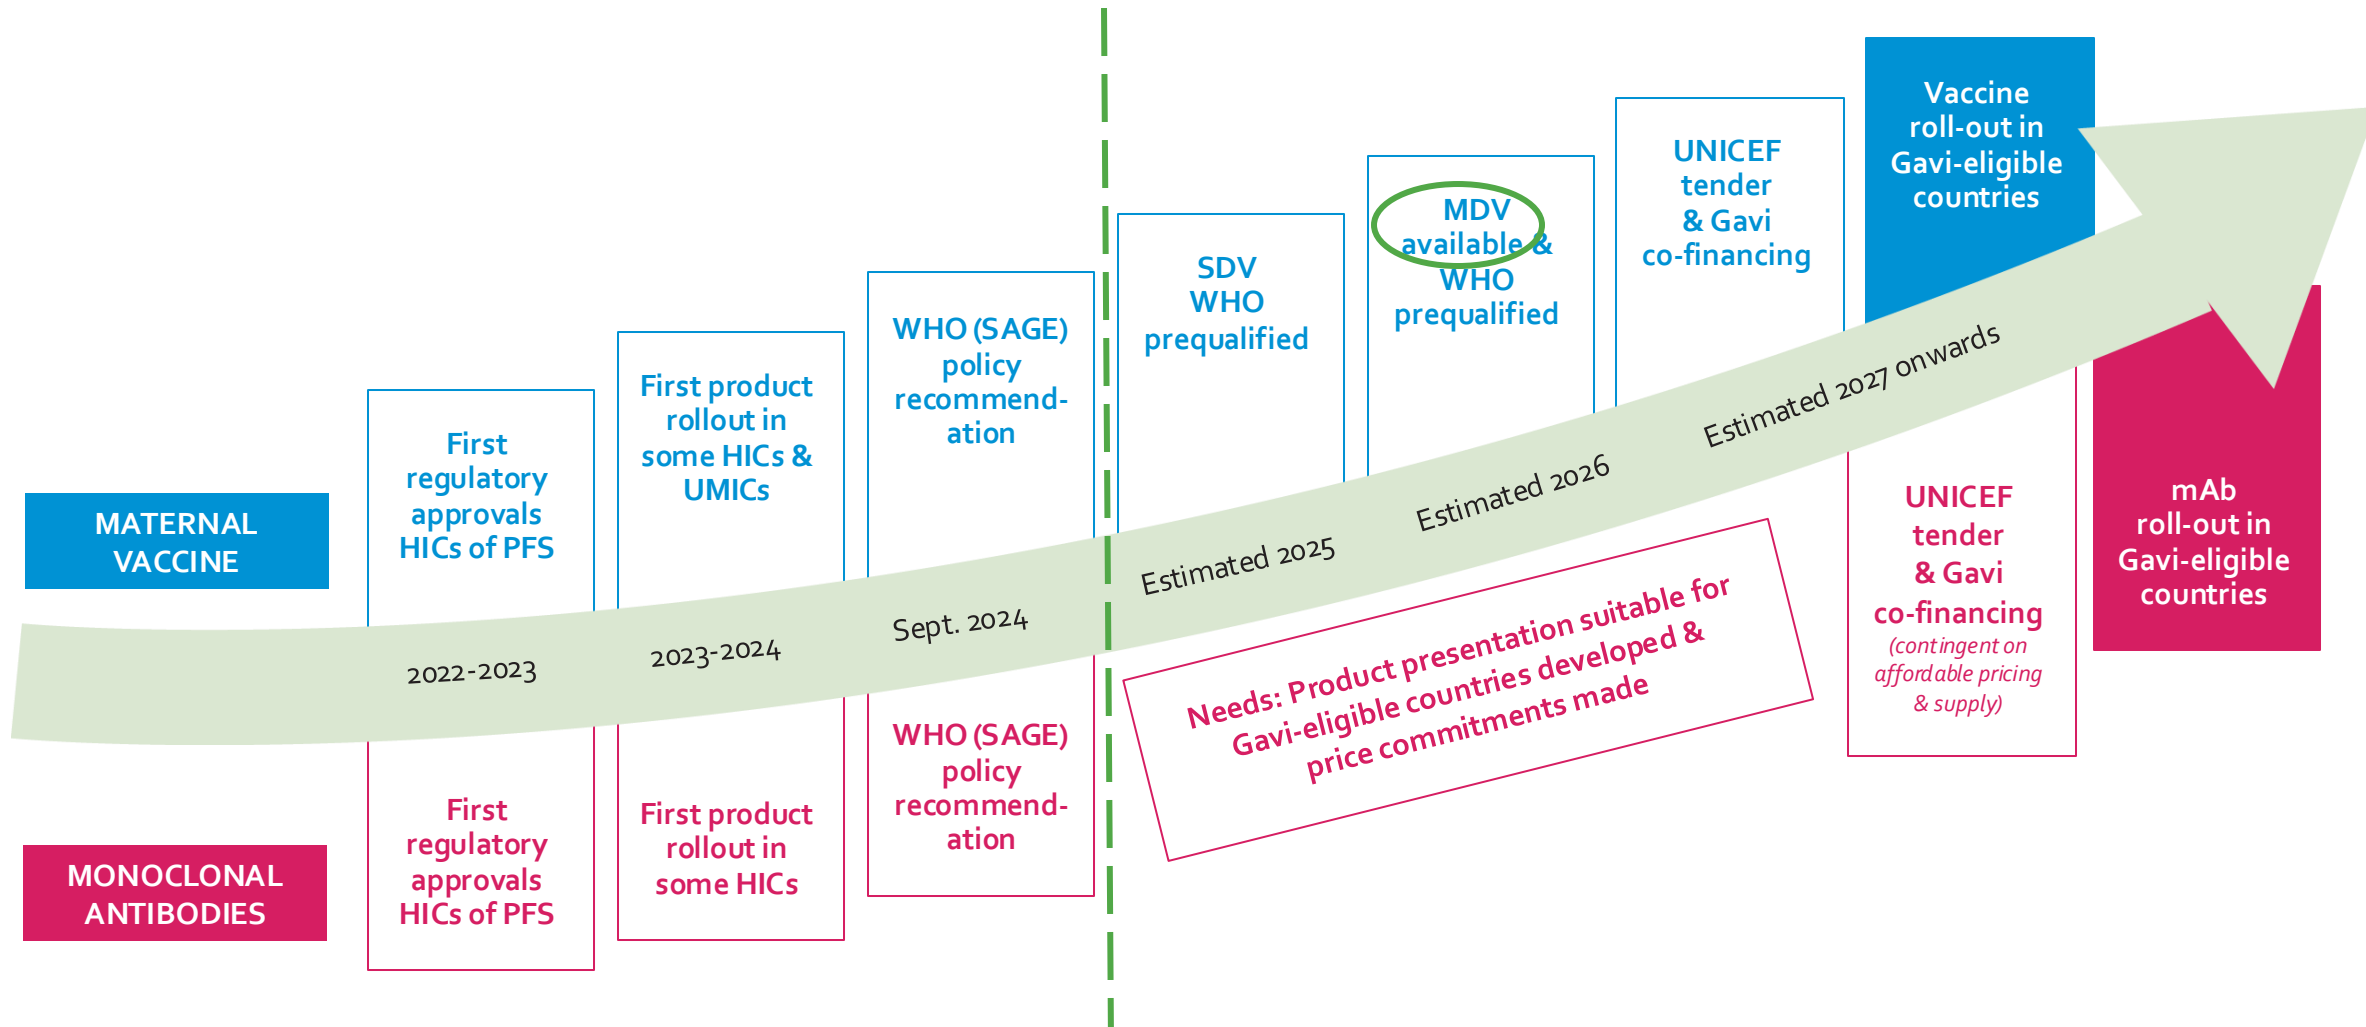 MATERNAL
VACCINE
First
regulatory
approvals
HICs of PFS
First product
rollout in
some HICs &
UMICs
WHO (SAGE)
policy
recommend-
ation
SDV
WHO
prequalified
MDV
available &
WHO
prequalified
UNICEF
tender
& Gavi
co-financing
Vaccine
roll-out in
Gavi-eligible
countries
2022-2023
2023-2024
Sept. 2024
Estimated 2025
Estimated 2026
Estimated 2027 onwards
MONOCLONAL
ANTIBODIES
First
regulatory
approvals
HICs of PFS
First product
rollout in
some HICs
WHO (SAGE)
policy
recommend-
ation
Needs: Product presentation suitable for
Gavi-eligible countries developed &
price commitments made
UNICEF
tender
& Gavi
co-financing
(contingent on
affordable pricing
& supply)
mAb
roll-out in
Gavi-eligible
countries